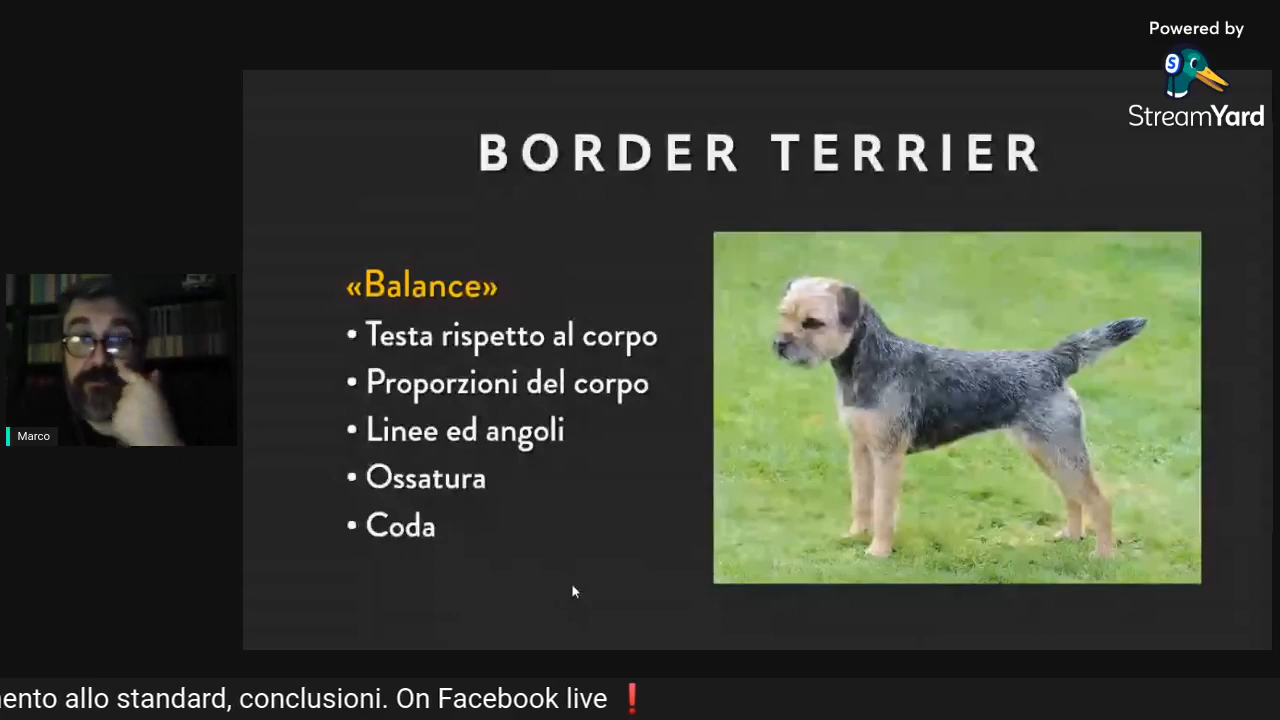 Powered by
StreamYard
BORDER TERRIER
«Balance»
• Testa rispetto al corpo
• Proporzioni del corpo
• Linee ed angoli
• Ossatura
• Coda
Marco
mento allo standard, conclusioni. On Facebook live ❗